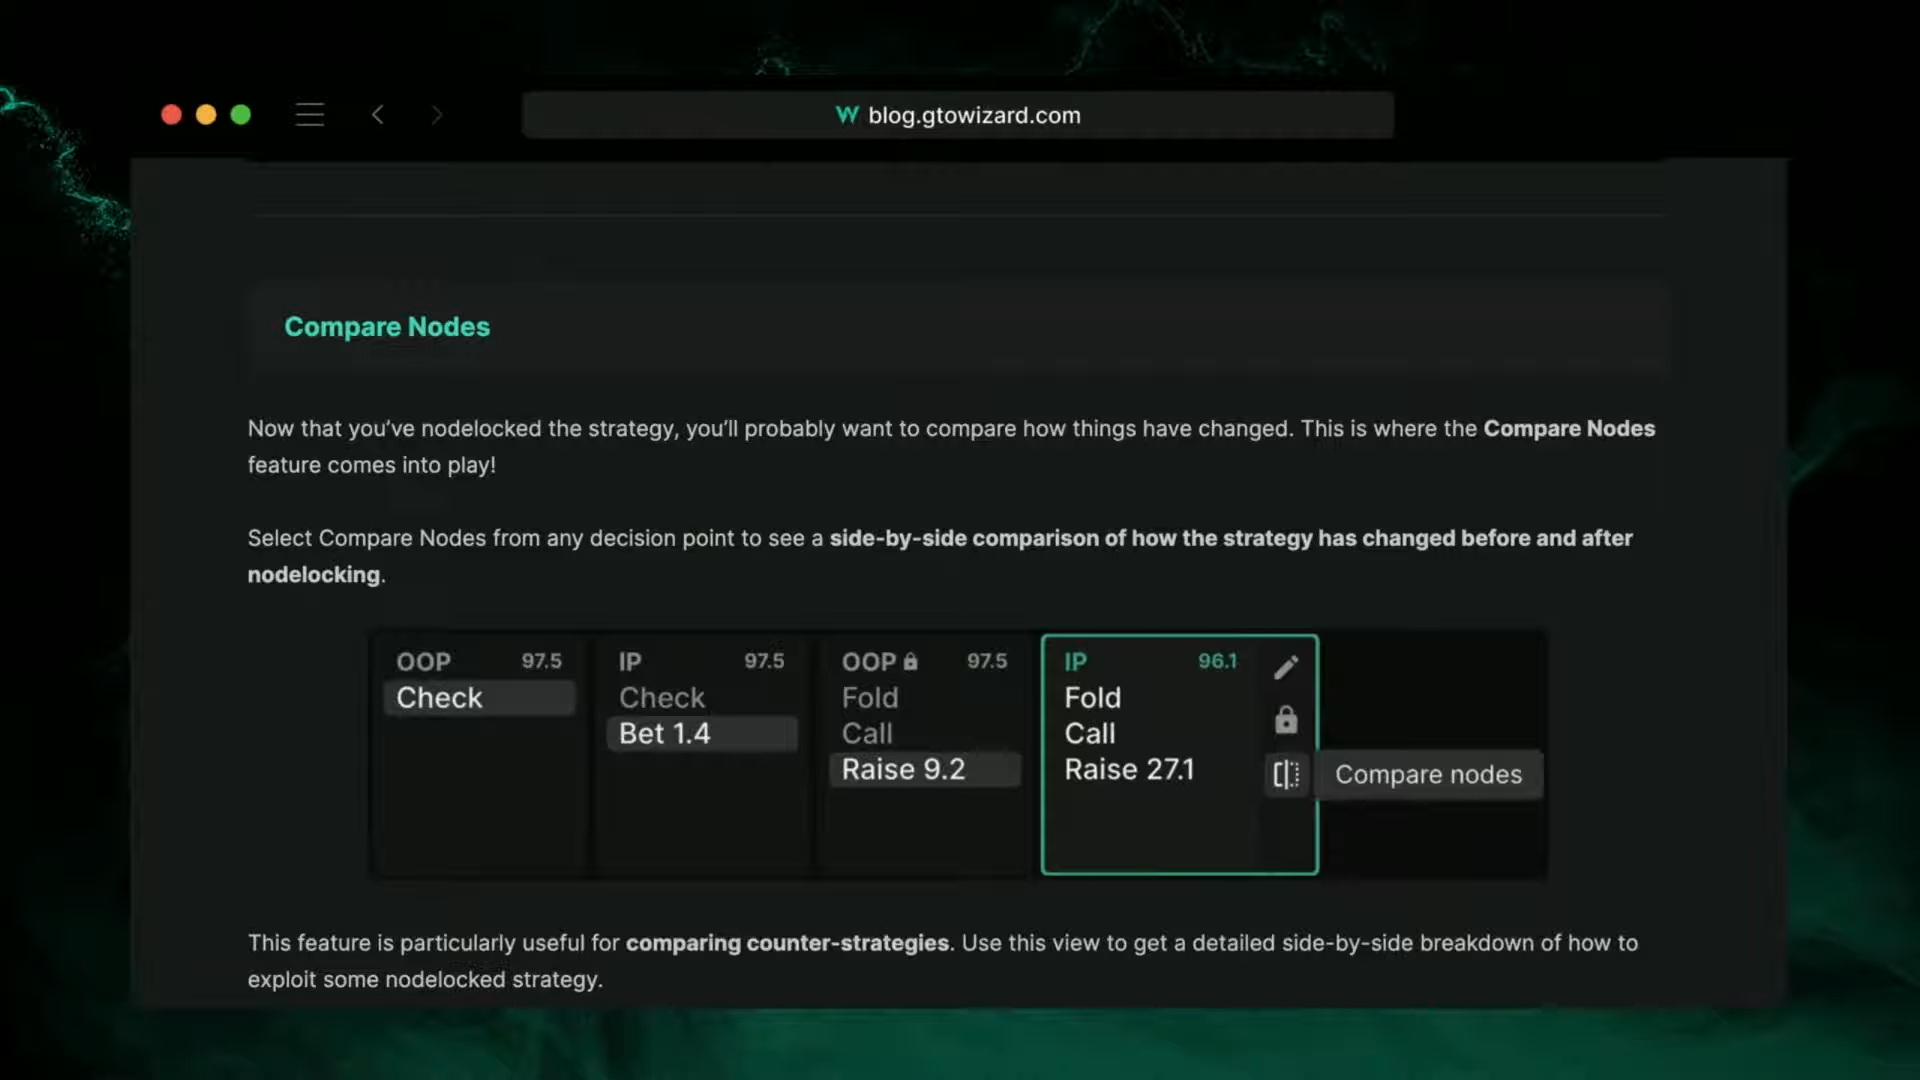 blog.gtowizard.com
Compare Nodes
Now that you've nodelocked the strategy, you'll probably want to compare how things have changed. This is where the Compare Nodes
feature comes into play!
Select Compare Nodes from any decision point to see a side-by-side comparison of how the strategy has changed before and after
nodelocking.
OOP 97.5
Check
IP 97.5
Check
Bet 1.4
OOP 97.5
Fold
Call
Raise 9.2
IP 96.1
Fold
Call
Raise 27.1
Compare nodes
This feature is particularly useful for comparing counter-strategies. Use this view to get a detailed side-by-side breakdown of how to
exploit some nodelocked strategy.